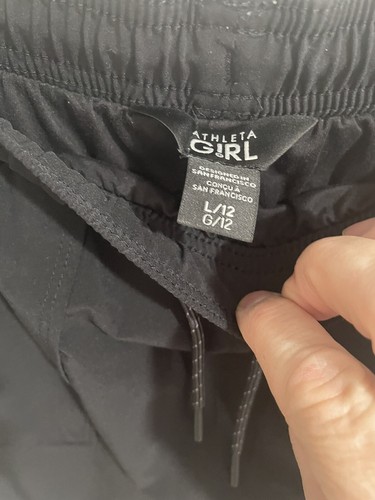 ATHLETA
GIRL
DESIGNED IN
SAN FRANCISCO
CONÇU À
SAN FRANCISCO
L/12
G/12